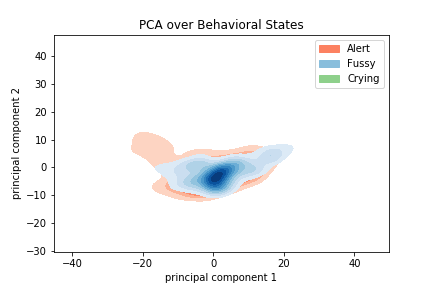 PCA over Behavioral States
Alert
Fussy
Crying
principal component 2
40
30
20
10
0
−10
−20
−30
−40
−20
0
20
40
principal component 1